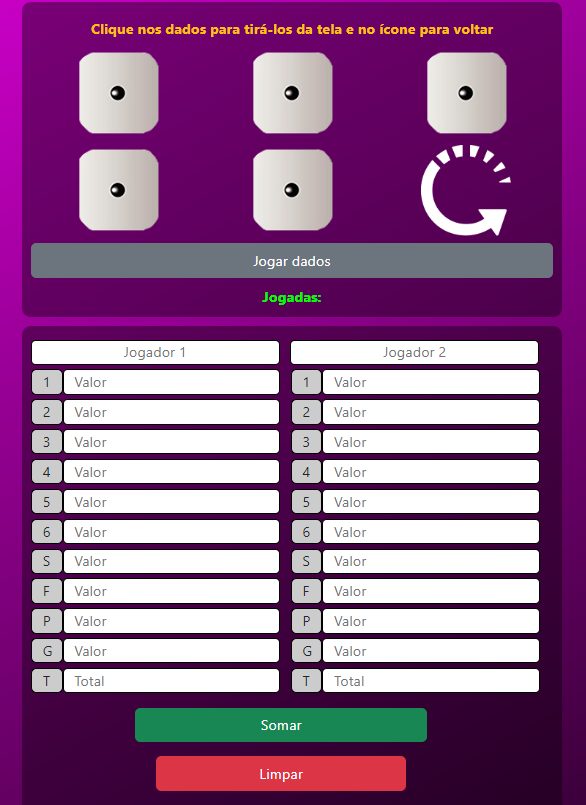 Clique nos dados para tirá-los da tela e no ícone para voltar
Jogar dados
Jogadas:
Jogador 1
1 Valor
2 Valor
3 Valor
4 Valor
5 Valor
6 Valor
S Valor
F Valor
P Valor
G Valor
T Total
Jogador 2
1 Valor
2 Valor
3 Valor
4 Valor
5 Valor
6 Valor
S Valor
F Valor
P Valor
G Valor
T Total
Somar
Limpar